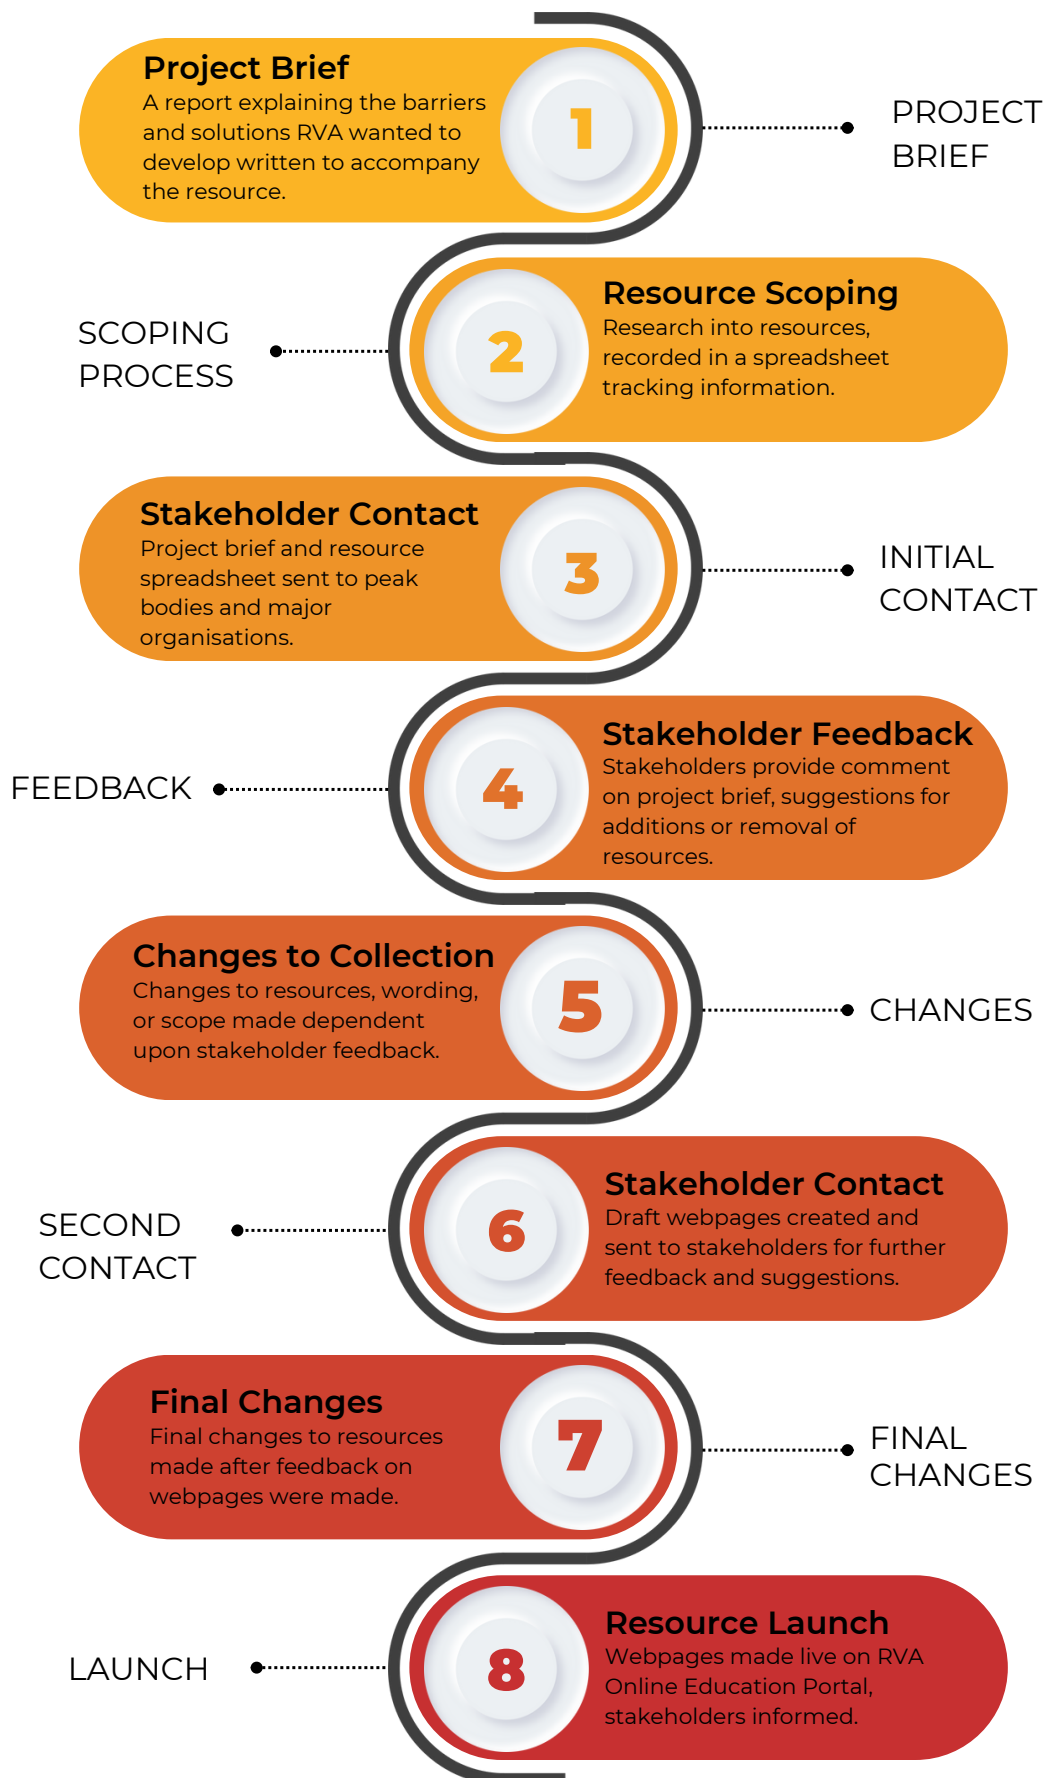 Project Brief
A report explaining the barriers
and solutions RVA wanted to
develop written to accompany
the resource.
1
PROJECT
BRIEF
SCOPING
PROCESS
2
Resource Scoping
Research into resources,
recorded in a spreadsheet
tracking information.
Stakeholder Contact
Project brief and resource
spreadsheet sent to peak
bodies and major
organisations.
3
INITIAL
CONTACT
FEEDBACK
4
Stakeholder Feedback
Stakeholders provide comment
on project brief, suggestions for
additions or removal of
resources.
Changes to Collection
Changes to resources, wording,
or scope made dependent
upon stakeholder feedback.
5
CHANGES
SECOND
CONTACT
6
Stakeholder Contact
Draft webpages created and
sent to stakeholders for further
feedback and suggestions.
Final Changes
Final changes to resources
made after feedback on
webpages were made.
7
FINAL
CHANGES
LAUNCH
8
Resource Launch
Webpages made live on RVA
Online Education Portal,
stakeholders informed.